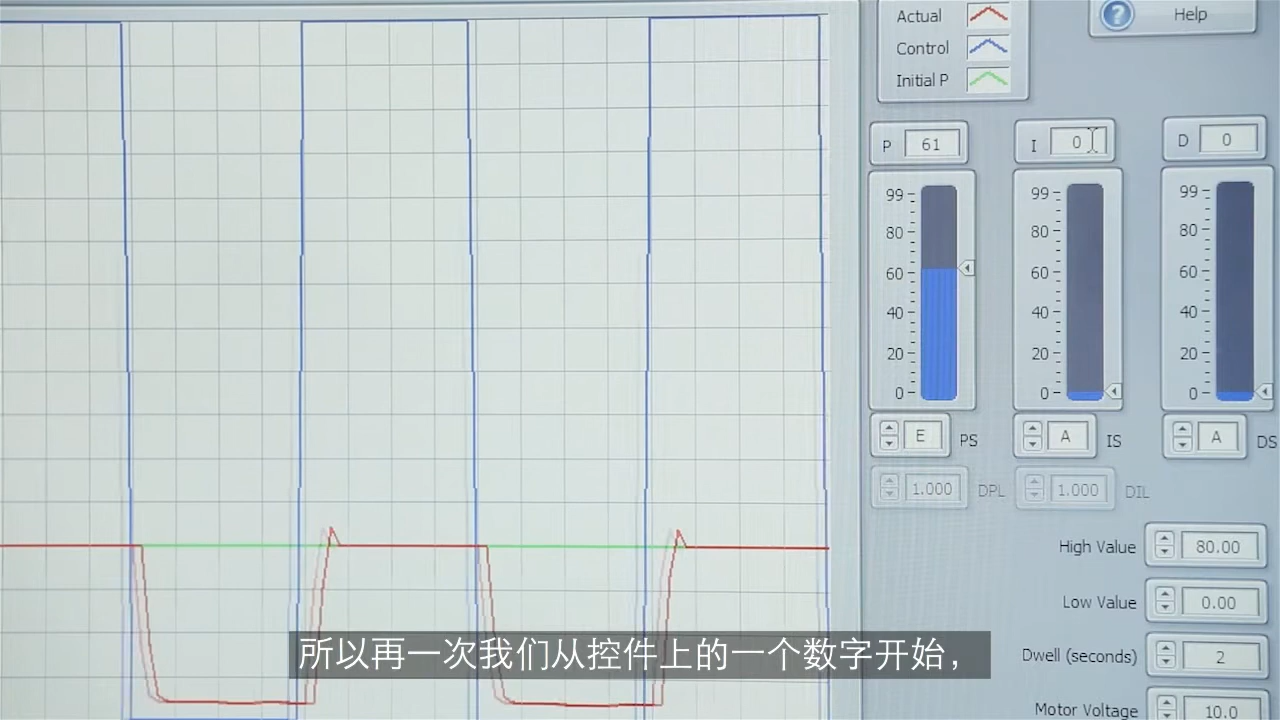 Actual
Control
Initial P
Help
P 61
I 0
D 0
99
80
60
40
20
0
99
80
60
40
20
0
99
80
60
40
20
0
E PS
A IS
A DS
1.000 DPL
1.000 DIL
High Value 80.00
Low Value 0.00
Dwell (seconds) 2
Motor Voltage 10.0
所以再一次我们从控件上的一个数字开始，